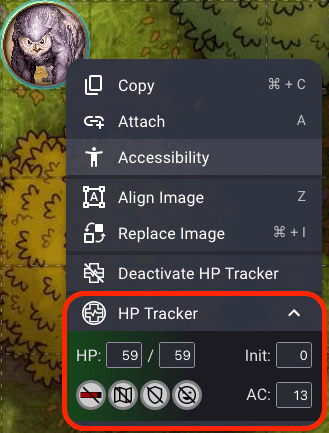 Copy ⌘ + C
Attach A
Accessibility
A Align Image Z
Replace Image ⌘ + I
Deactivate HP Tracker
HP Tracker
HP: 59 / 59 Init: 0
AC: 13